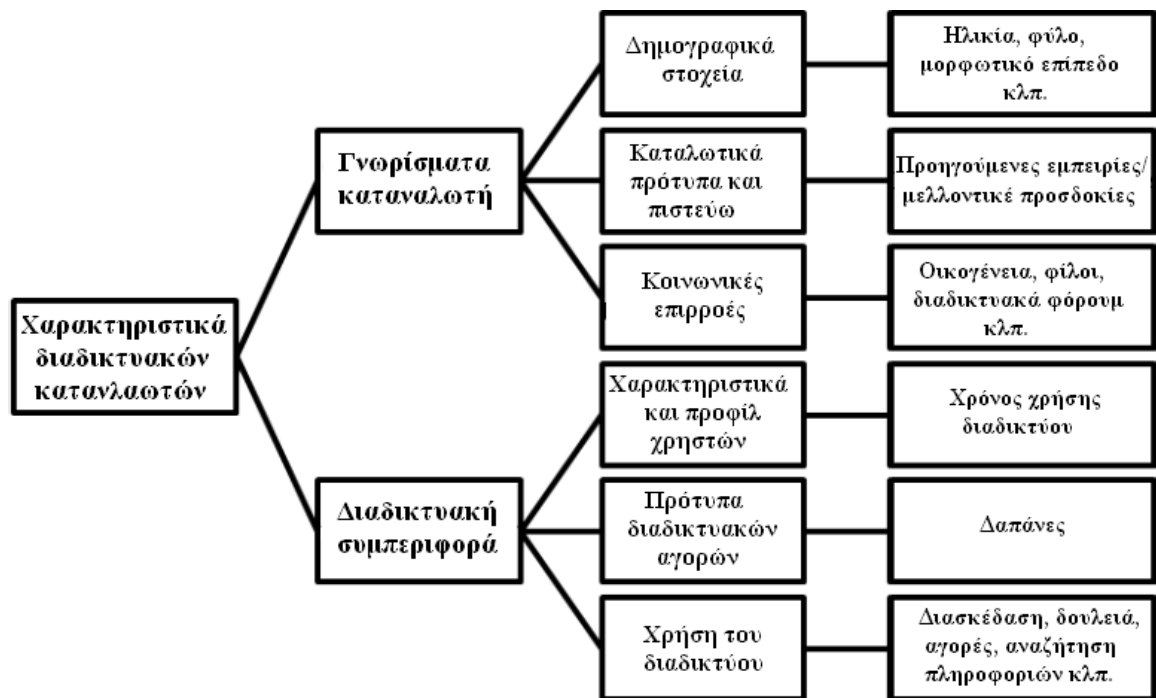 Χαρακτηριστικά
διαδικτυακών
κατανλαωτών
Γνωρίσματα
καταναλωτή
Δημογραφικά
στοχεία
Ηλικία, φύλο,
μορφωτικό επίπεδο
κλπ.
Καταλωτικά
πρότυπα και
πιστεύω
Προηγούμενες εμπειρίες/
μελλοντικέ προσδοκίες
Κοινωνικές
επιρροές
Οικογένεια, φίλοι,
διαδικτυακά φόρουμ
κλπ.
Διαδικτυακή
συμπεριφορά
Χαρακτηριστικά
και προφίλ
χρηστών
Χρόνος χρήσης
διαδικτύου
Πρότυπα
διαδικτυακών
αγορών
Δαπάνες
Χρήση του
διαδικτύου
Διασκέδαση, δουλειά,
αγορές, αναζήτηση
πληροφοριών κλπ.